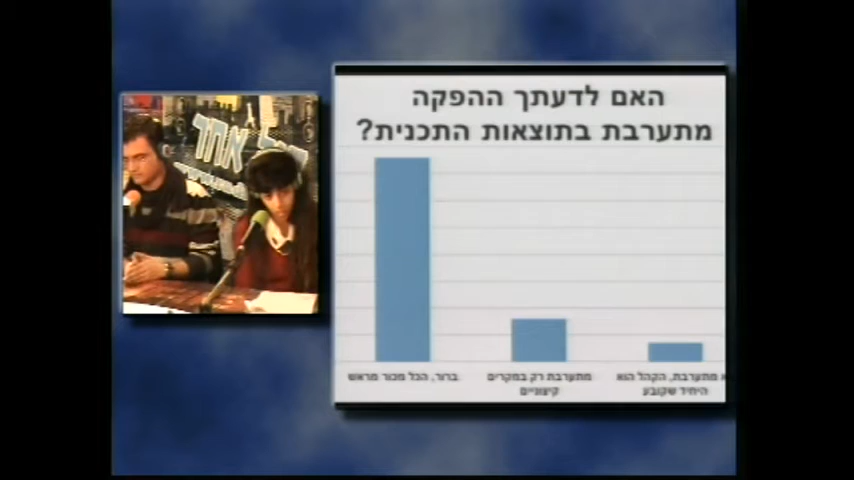 האם לדעתך ההפקה
מתערבת בתוצאות התכנית?
מתערבת, הקהל הוא
היחיד שקובע
מתערבת רק במקרים
קיצוניים
ברור, הכל מכור מראש
אחר